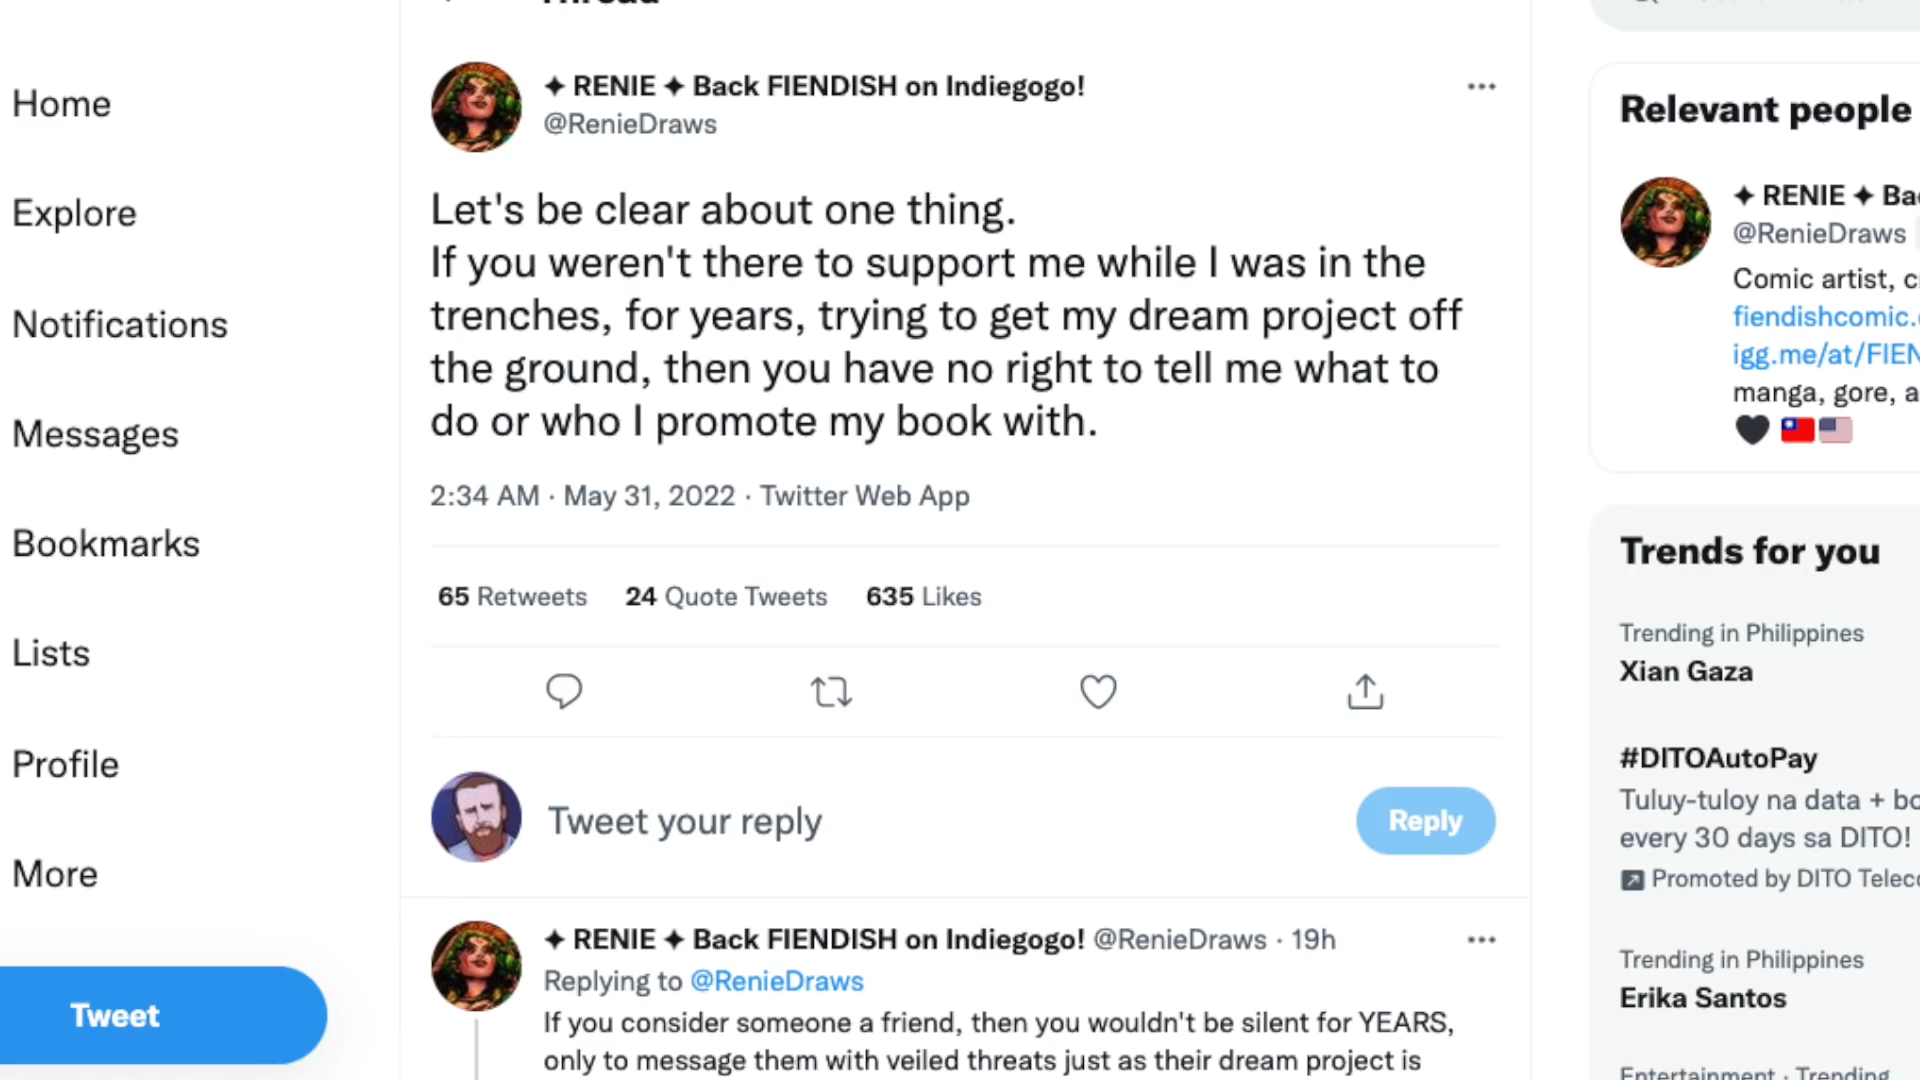 Thread
Home
Explore
Notifications
Messages
Bookmarks
Lists
Profile
More
Tweet
✦ RENIE ✦ Back FIENDISH on Indiegogo!
@RenieDraws
Let's be clear about one thing.
If you weren't there to support me while I was in the
trenches, for years, trying to get my dream project off
the ground, then you have no right to tell me what to
do or who I promote my book with.
2:34 AM · May 31, 2022 · Twitter Web App
65 Retweets 24 Quote Tweets 635 Likes
Tweet your reply
Reply
✦ RENIE ✦ Back FIENDISH on Indiegogo! @RenieDraws · 19h
Replying to @RenieDraws
If you consider someone a friend, then you wouldn't be silent for YEARS,
only to message them with veiled threats just as their dream project is
Relevant people
✦ RENIE ✦ Bac
@RenieDraws
Comic artist, c
fiendishcomic.
igg.me/at/FIEN
manga, gore, a
Trends for you
Trending in Philippines
Xian Gaza
#DITOAutoPay
Tuluy-tuloy na data + bo
every 30 days sa DITO!
Promoted by DITO Teleco
Trending in Philippines
Erika Santos
Entertainment · Trending